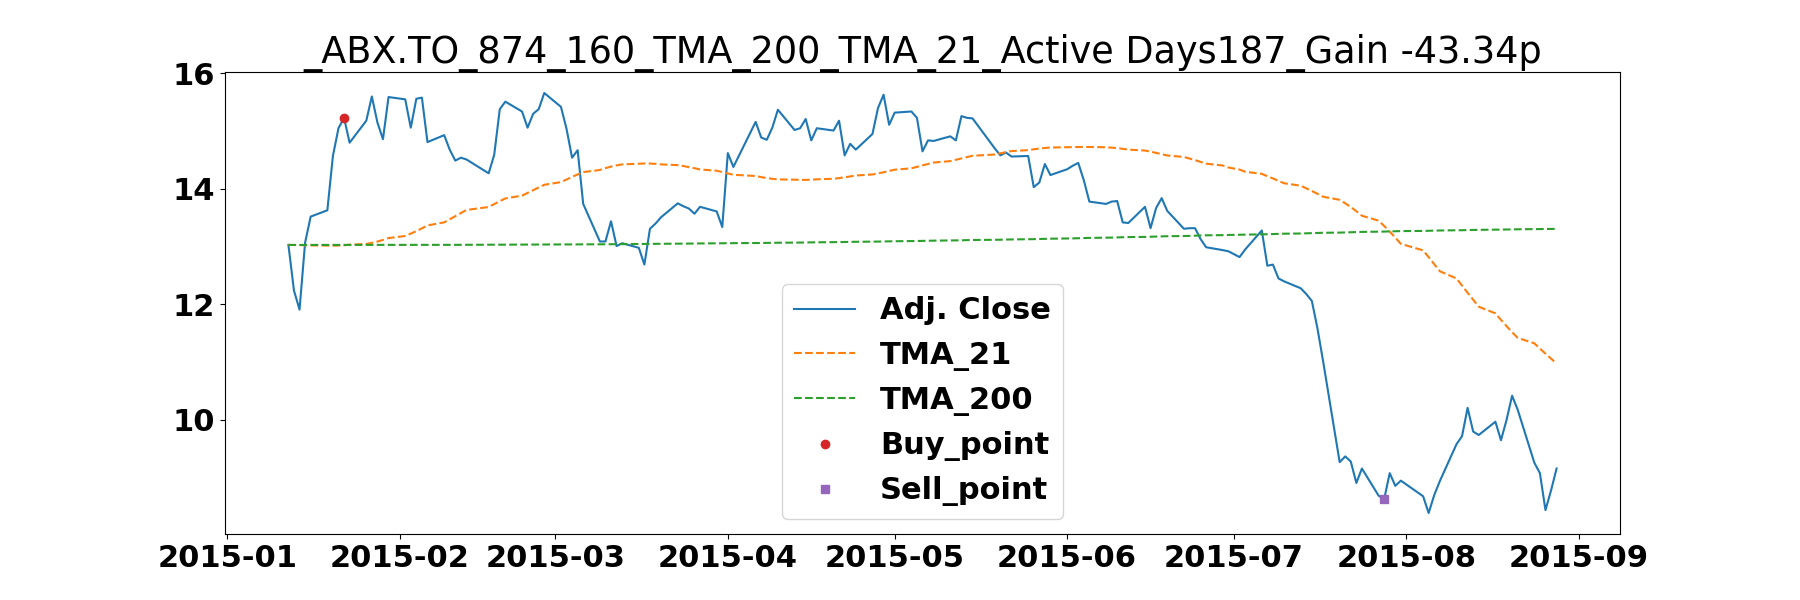 _ABX.TO_874_160_TMA_200_TMA_21_Active Days187_Gain -43.34p
16
14
12
10
Adj. Close
TMA_21
TMA_200
Buy_point
Sell_point
2015-01 2015-02 2015-03 2015-04 2015-05 2015-06 2015-07 2015-08 2015-09